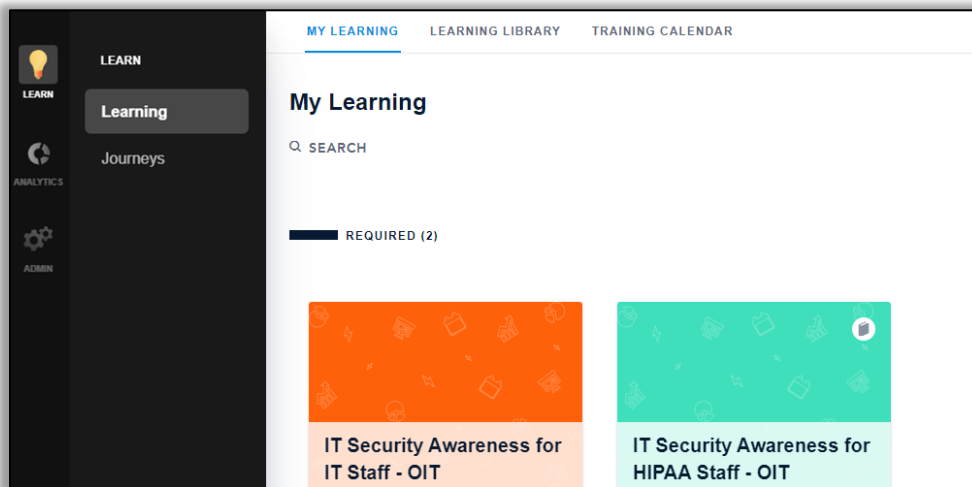 LEARN
ANALYTICS
ADMIN
LEARN
Learning
Journeys
MY LEARNING LEARNING LIBRARY TRAINING CALENDAR
My Learning
SEARCH
REQUIRED (2)
IT Security Awareness for
IT Staff - OIT
IT Security Awareness for
HIPAA Staff - OIT